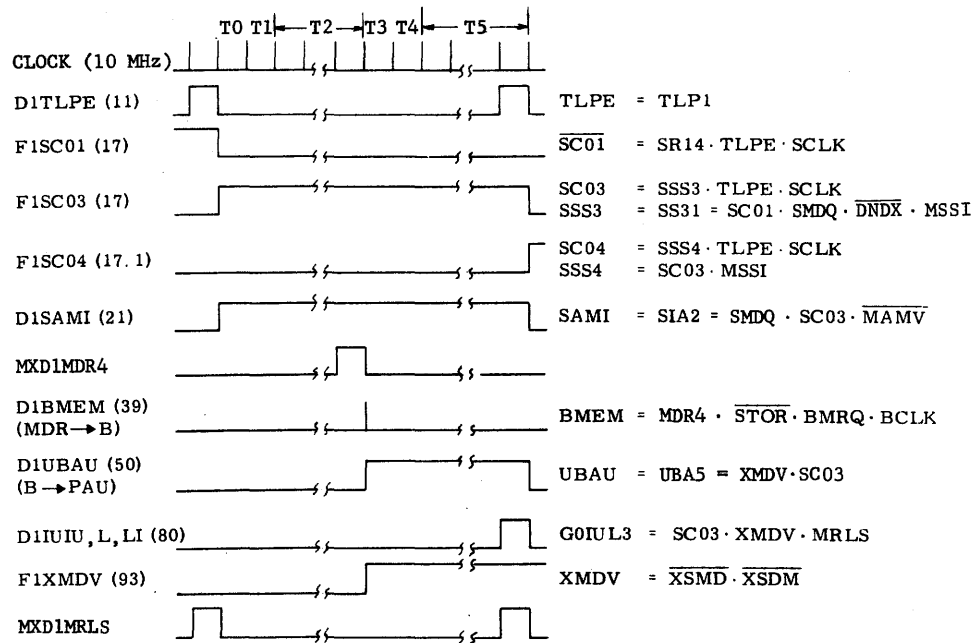 T0 T1 T2 T3 T4 T5
CLOCK (10 MHz)
D1TLPE (11) TLPE = TLP1
F1SC01 (17) SC01 = SR14 · TLPE · SCLK
F1SC03 (17) SC03 = SSS3 · TLPE · SCLK
SSS3 = SS31 = SC01 · SMDQ · DNDX · MSSI
F1SC04 (17.1) SC04 = SSS4 · TLPE · SCLK
SSS4 = SC03 · MSSI
D1SAMI (21) SAMI = SIA2 = SMDQ · SC03 · MAMV
MXD1MDR4
D1BMEM (39) BMEM = MDR4 · STOR · BMRQ · BCLK
(MDR→B)
D1UBAU (50) UBAU = UBA5 = XMDV·SC03
(B→PAU)
D1IUIU, L, LI (80) G0IUL3 = SC03 · XMDV · MRLS
F1XMDV (93) XMDV = XSMD · XSDM
MXD1MRLS